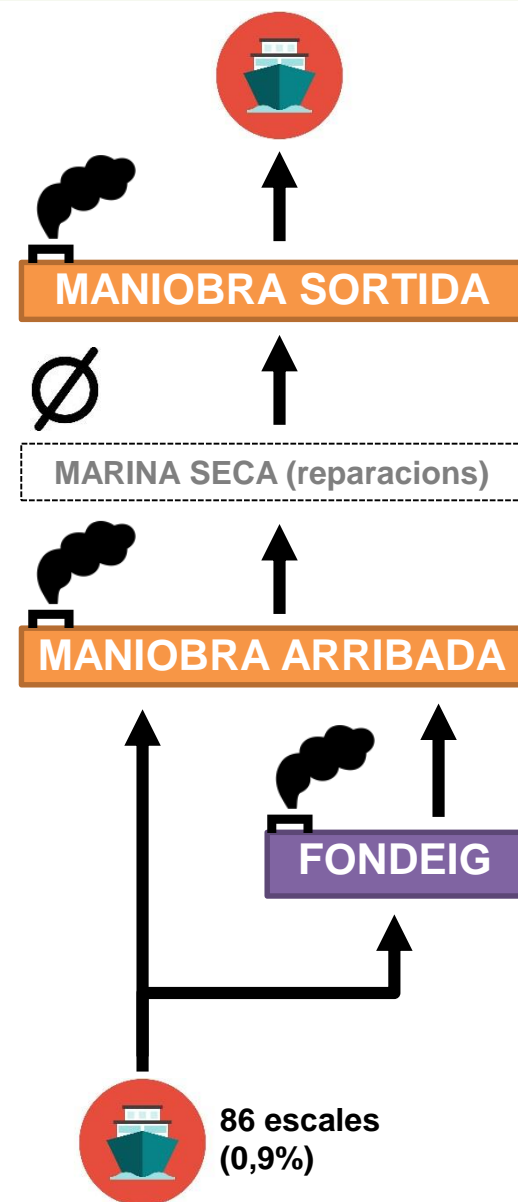 MANIOBRA SORTIDA
MARINA SECA (reparacions)
MANIOBRA ARRIBADA
FONDEIG
86 escales
(0,9%)